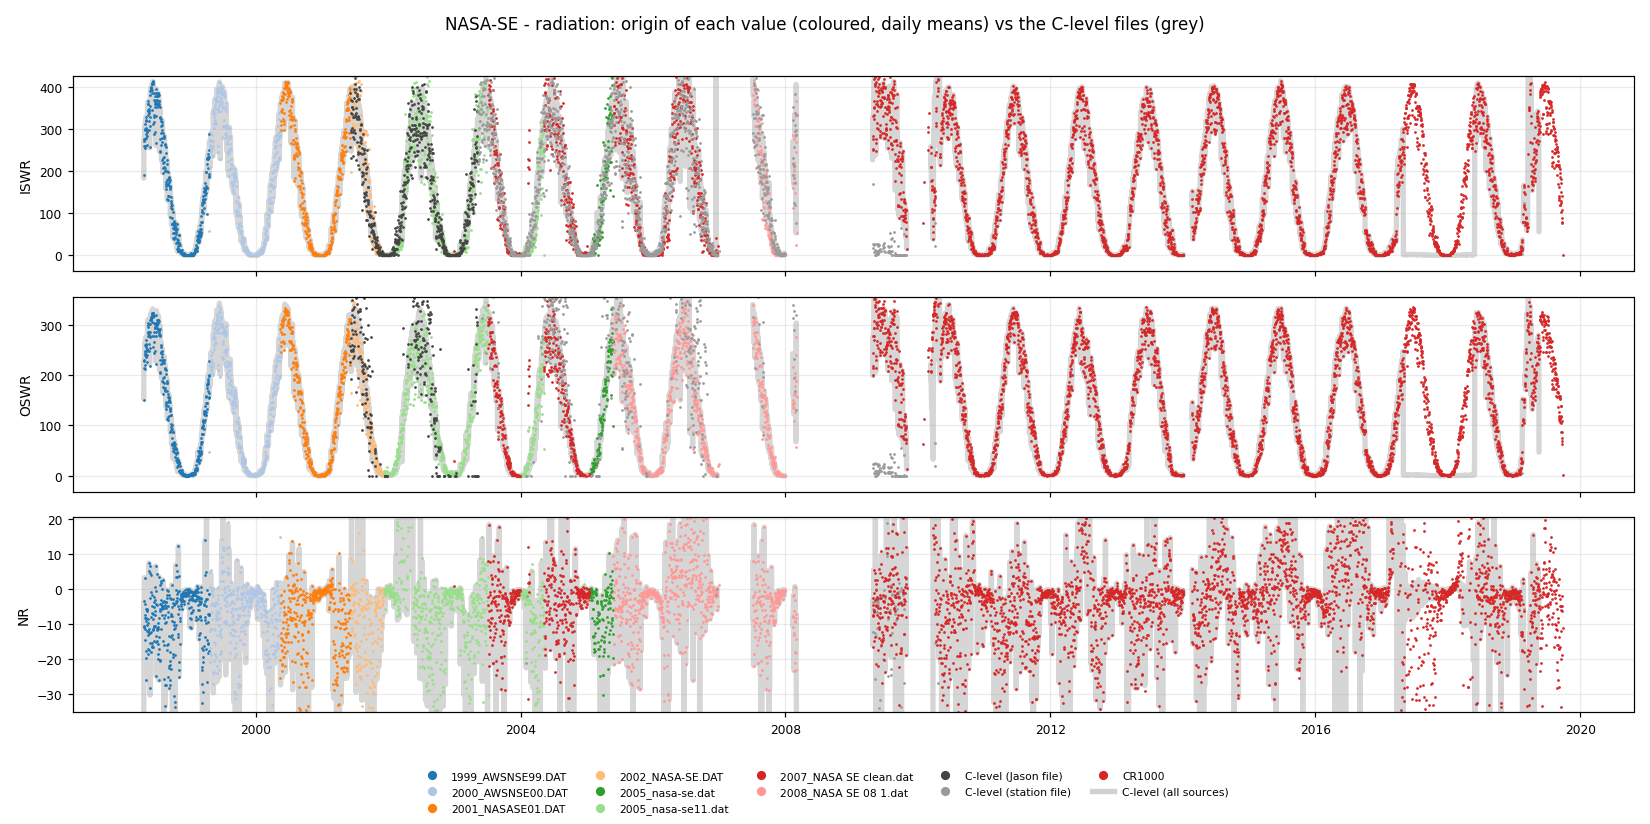 NASA-SE - radiation: origin of each value (coloured, daily means) vs the C-level files (grey)
400
300
200
100
0
ISWR
300
200
100
0
OSWR
20
10
0
−10
−20
−30
NR
2000 2004 2008 2012 2016 2020
1999_AWSNSE99.DAT 2002_NASA-SE.DAT 2007_NASA SE clean.dat C-level (Jason file) CR1000
2000_AWSNSE00.DAT 2005_nasa-se.dat 2008_NASA SE 08 1.dat C-level (station file) C-level (all sources)
2001_NASASE01.DAT 2005_nasa-se11.dat